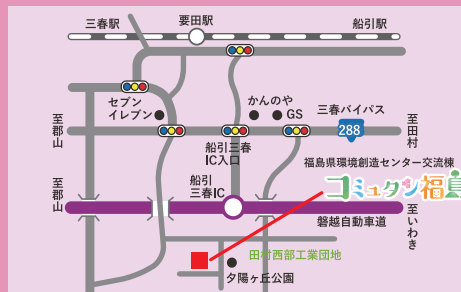 三春駅
要田駅
船引駅
セブン
イレブン
かんのや
GS
三春バイパス
288
至郡山
至田村
船引三春
IC入口
福島県環境創造センター交流棟
コミュタン福島
船引
三春IC
至郡山
至いわき
磐越自動車道
田村西部工業団地
夕陽ヶ丘公園